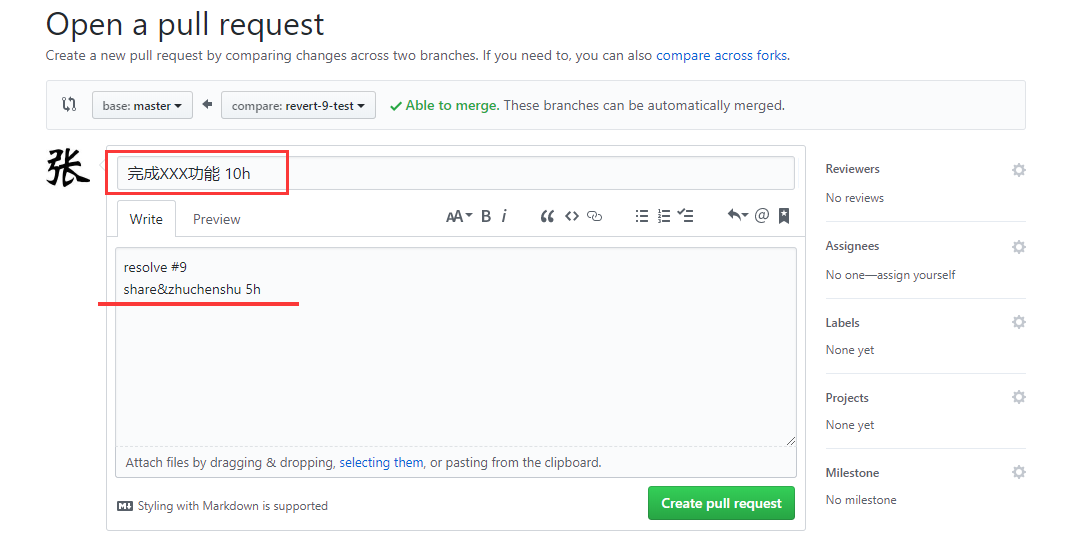 Open a pull request
Create a new pull request by comparing changes across two branches. If you need to, you can also compare across forks.
base: master
compare: revert-9-test
Able to merge. These branches can be automatically merged.
张
完成XXX功能 10h
Write
Preview
AA B i
resolve #9
share&zhuchenshu 5h
Attach files by dragging & dropping, selecting them, or pasting from the clipboard.
Styling with Markdown is supported
Create pull request
Reviewers
No reviews
Assignees
No one—assign yourself
Labels
None yet
Projects
None yet
Milestone
No milestone